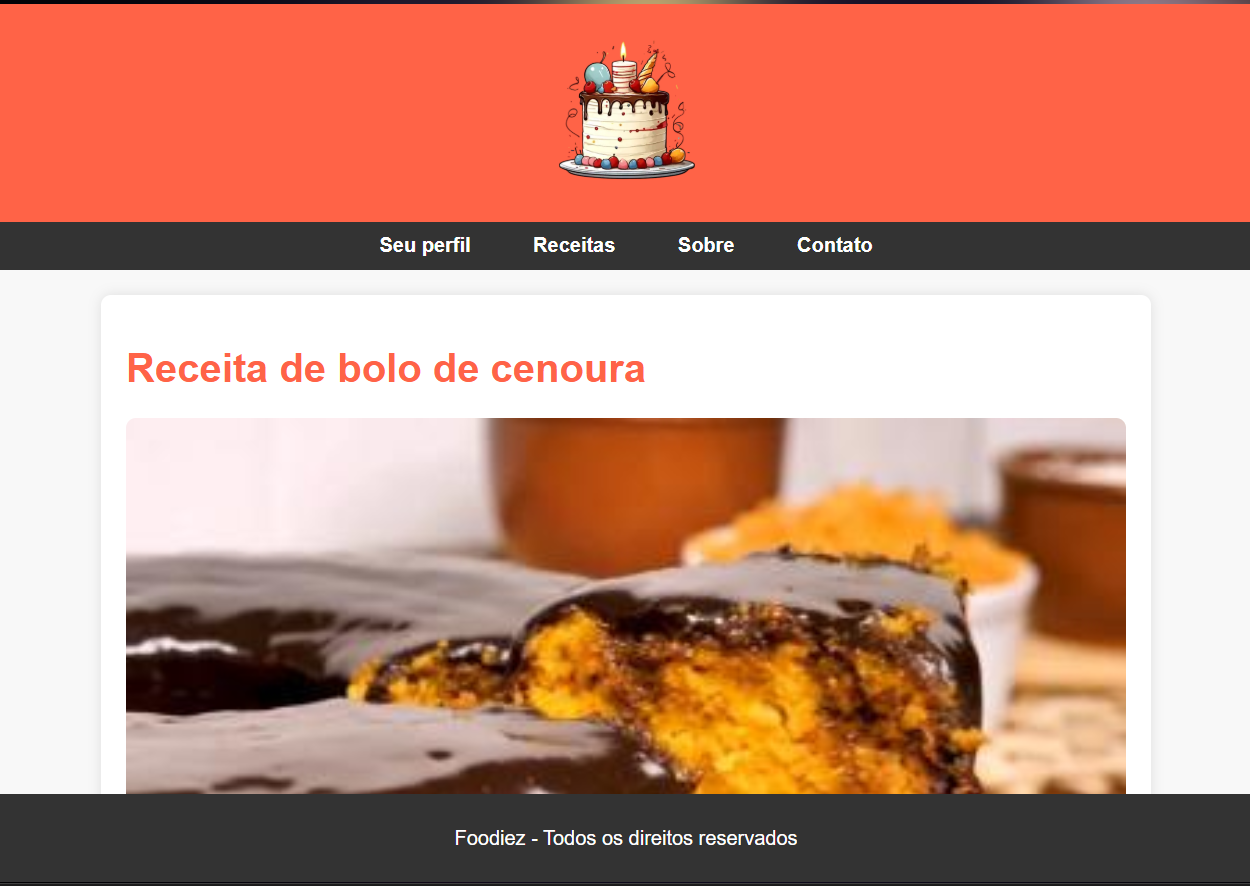 Seu perfil Receitas Sobre Contato
Receita de bolo de cenoura
Foodiez - Todos os direitos reservados